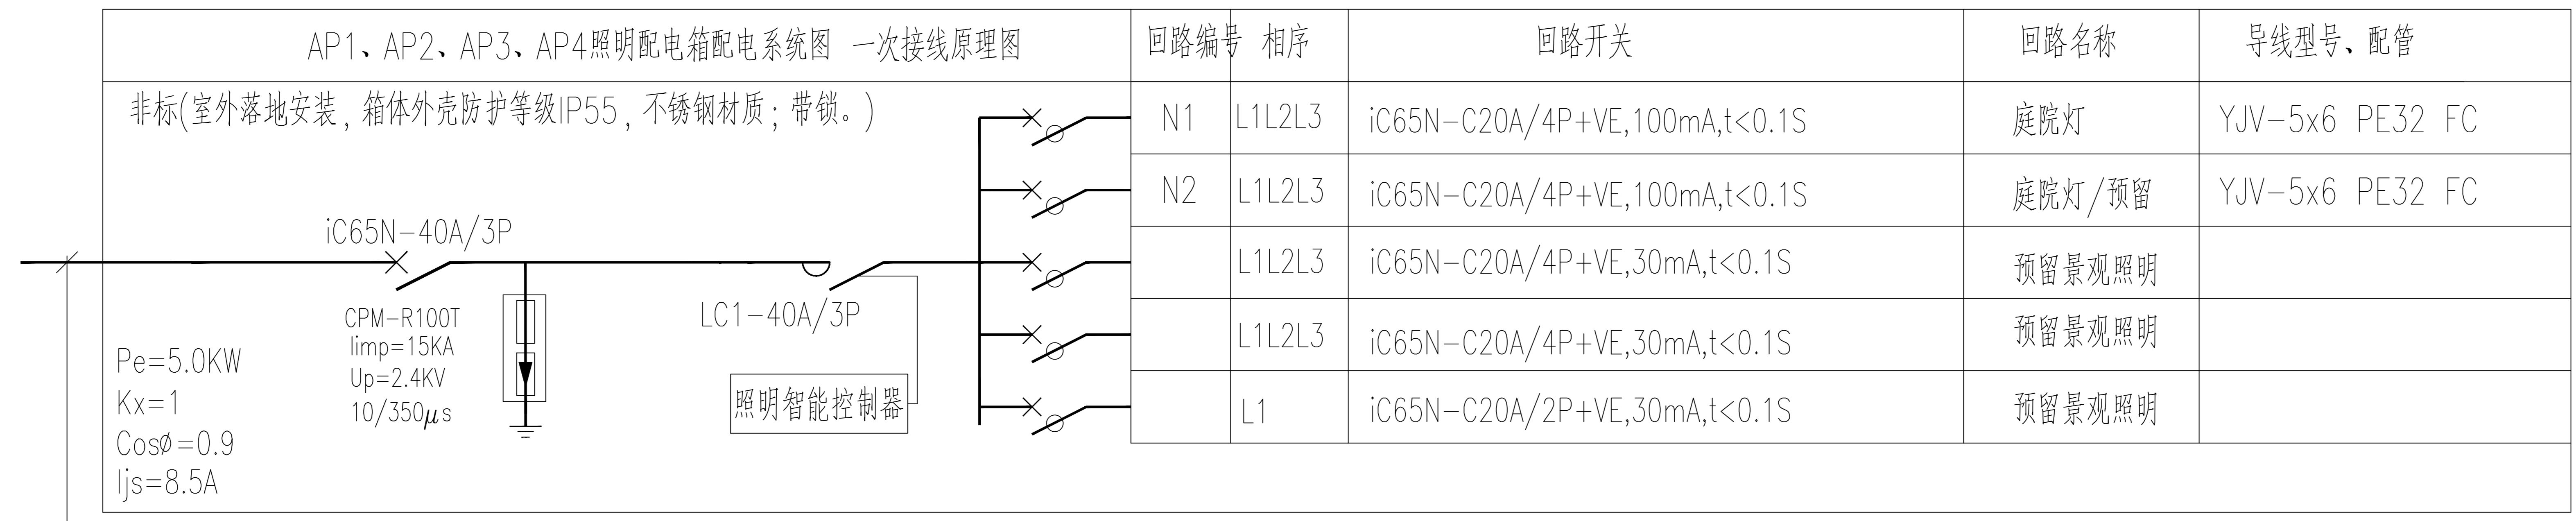 AP1、AP2、AP3、AP4照明配电箱配电系统图 一次接线原理图
回路编号 相序 回路开关 回路名称 导线型号、配管
非标(室外落地安装,箱体外壳防护等级IP55,不锈钢材质;带锁。)
N1 L1L2L3 iC65N-C20A/4P+VE,100mA,t<0.1S 庭院灯 YJV-5x6 PE32 FC
N2 L1L2L3 iC65N-C20A/4P+VE,100mA,t<0.1S 庭院灯/预留 YJV-5x6 PE32 FC
L1L2L3 iC65N-C20A/4P+VE,30mA,t<0.1S 预留景观照明
L1L2L3 iC65N-C20A/4P+VE,30mA,t<0.1S 预留景观照明
L1 iC65N-C20A/2P+VE,30mA,t<0.1S 预留景观照明
iC65N-40A/3P
CPM-R100T
Iimp=15KA
Up=2.4KV
10/350μs
LC1-40A/3P
照明智能控制器
Pe=5.0KW
Kx=1
CosØ=0.9
Ijs=8.5A